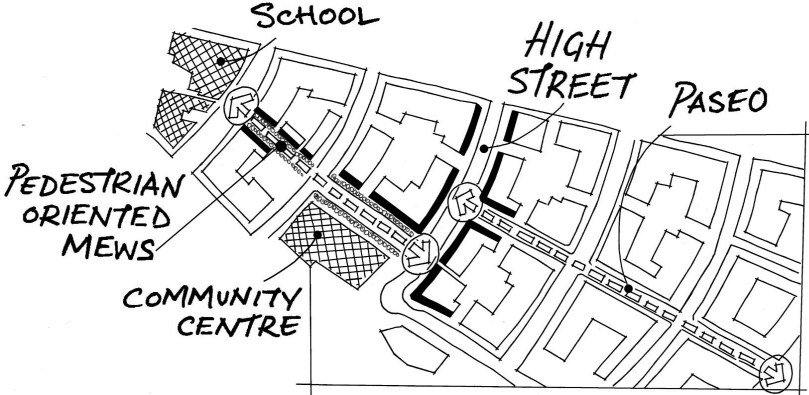 SCHOOL
HIGH
STREET
PASEO
PEDESTRIAN
ORIENTED
MEWS
COMMUNITY
CENTRE